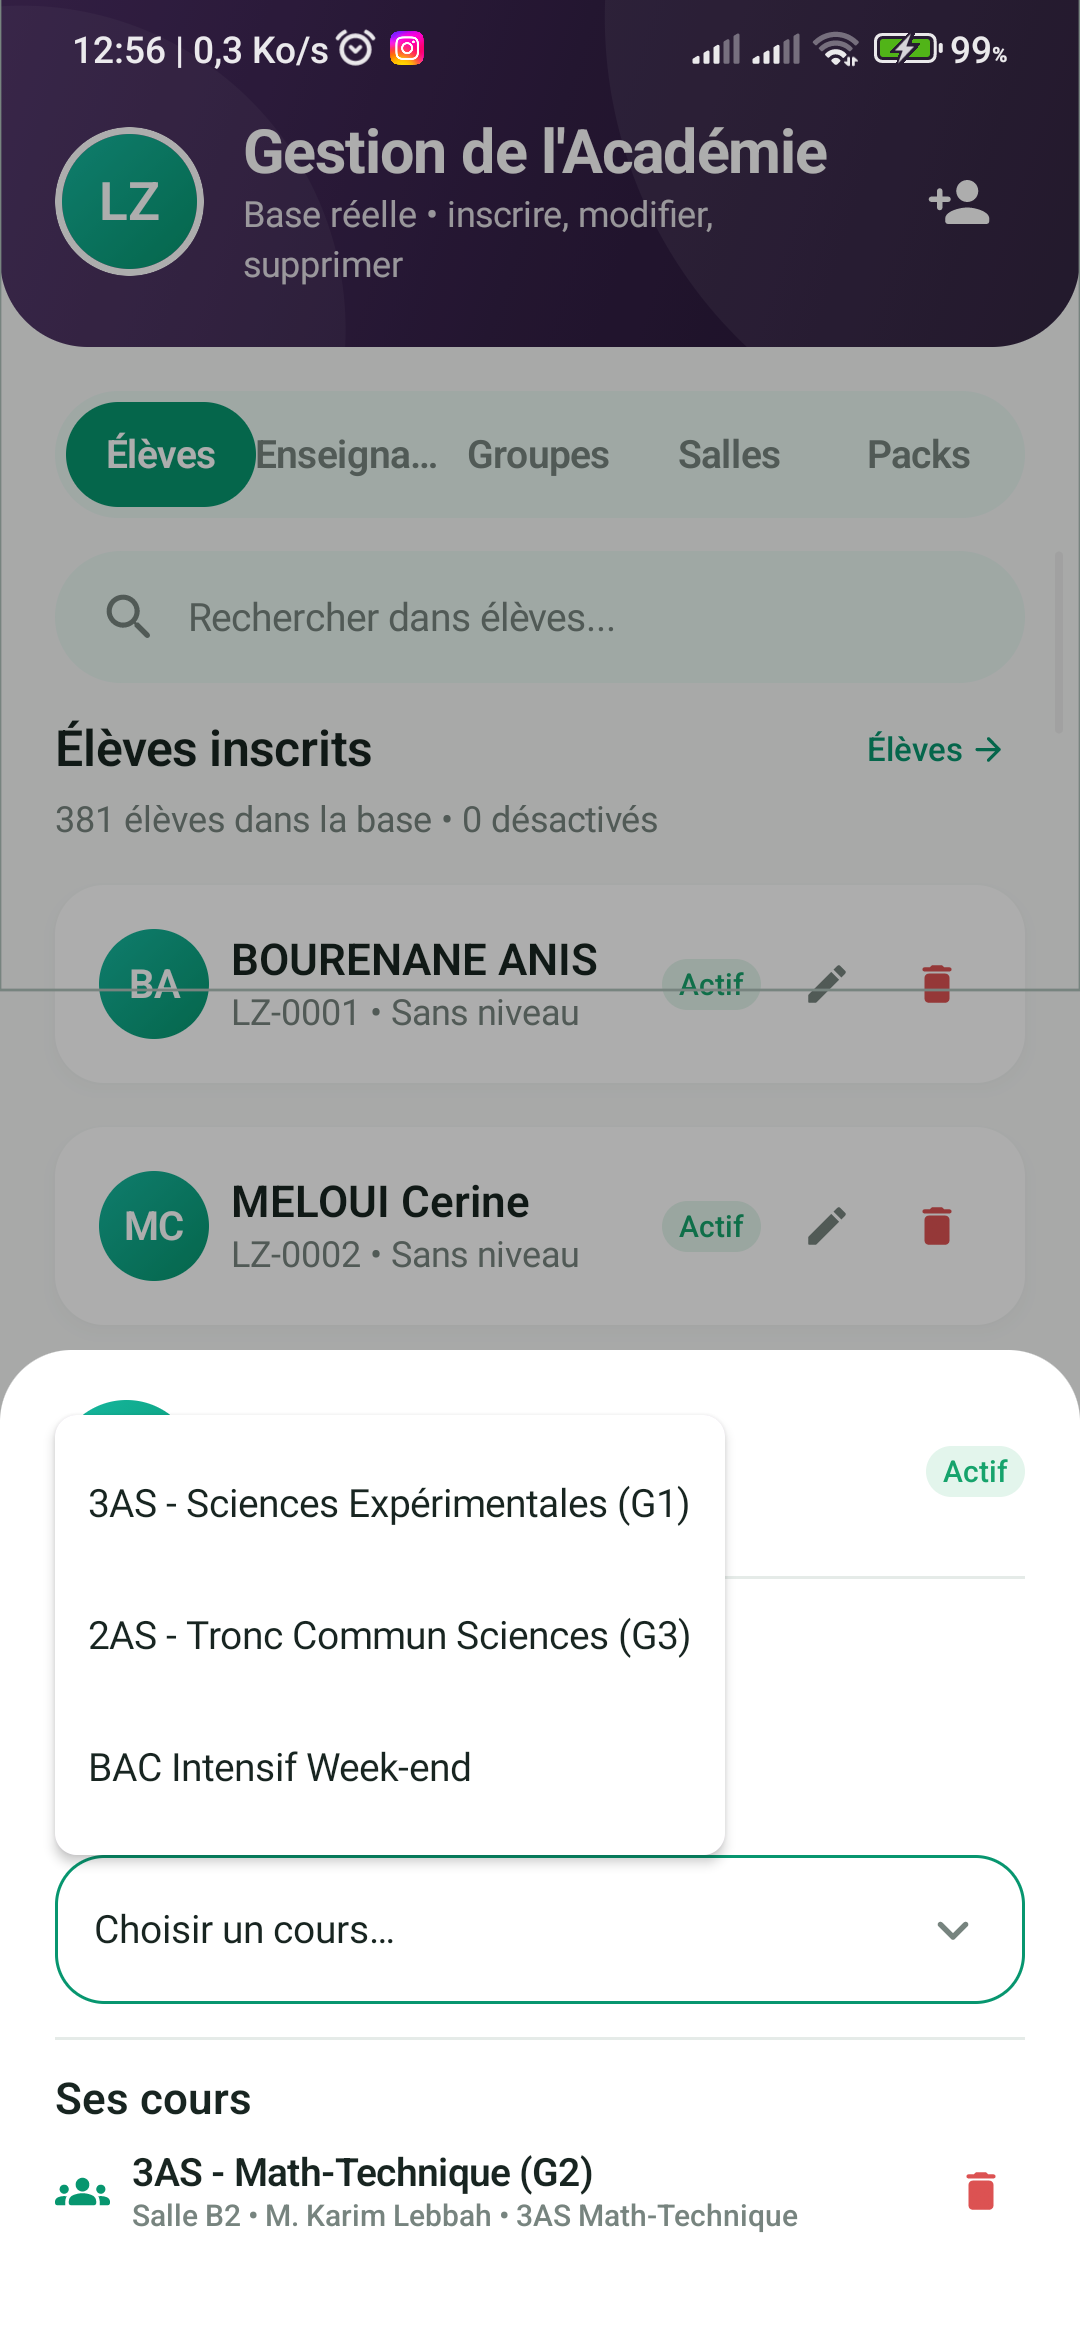 12:56 | 0,3 Ko/s
99%
LZ
Gestion de l'Académie
Base réelle • inscrire, modifier,
supprimer
Élèves
Enseigna...
Groupes
Salles
Packs
Rechercher dans élèves...
Élèves inscrits
Élèves →
381 élèves dans la base • 0 désactivés
BA
BOURENANE ANIS
LZ-0001 • Sans niveau
Actif
MC
MELOUI Cerine
LZ-0002 • Sans niveau
Actif
Actif
3AS - Sciences Expérimentales (G1)
2AS - Tronc Commun Sciences (G3)
BAC Intensif Week-end
Choisir un cours...
Ses cours
3AS - Math-Technique (G2)
Salle B2 • M. Karim Lebbah • 3AS Math-Technique